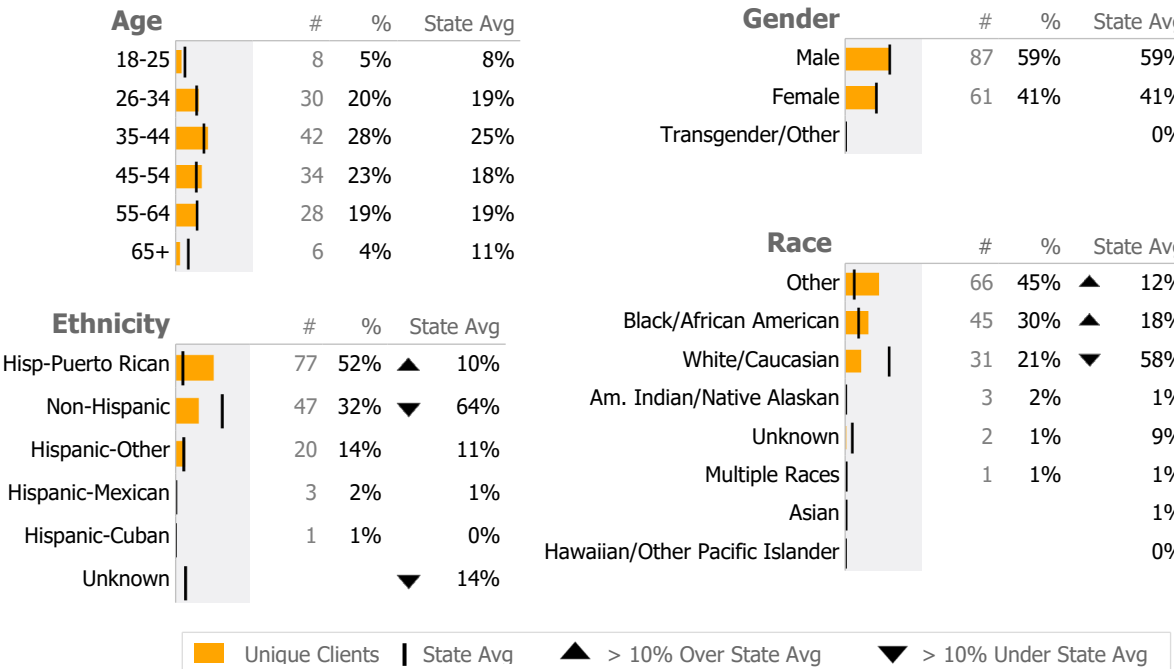 Age # % State Avg
18-25 8 5% 8%
26-34 30 20% 19%
35-44 42 28% 25%
45-54 34 23% 18%
55-64 28 19% 19%
65+ 6 4% 11%
Ethnicity # % State Avg
Hisp-Puerto Rican 77 52% ▲ 10%
Non-Hispanic 47 32% ▼ 64%
Hispanic-Other 20 14% 11%
Hispanic-Mexican 3 2% 1%
Hispanic-Cuban 1 1% 0%
Unknown ▼ 14%
Gender # % State Avg
Male 87 59% 59%
Female 61 41% 41%
Transgender/Other 0%
Race # % State Avg
Other 66 45% ▲ 12%
Black/African American 45 30% ▲ 18%
White/Caucasian 31 21% ▼ 58%
Am. Indian/Native Alaskan 3 2% 1%
Unknown 2 1% 9%
Multiple Races 1 1% 1%
Asian 1%
Hawaiian/Other Pacific Islander 0%
Unique Clients | State Avg ▲ > 10% Over State Avg ▼ > 10% Under State Avg